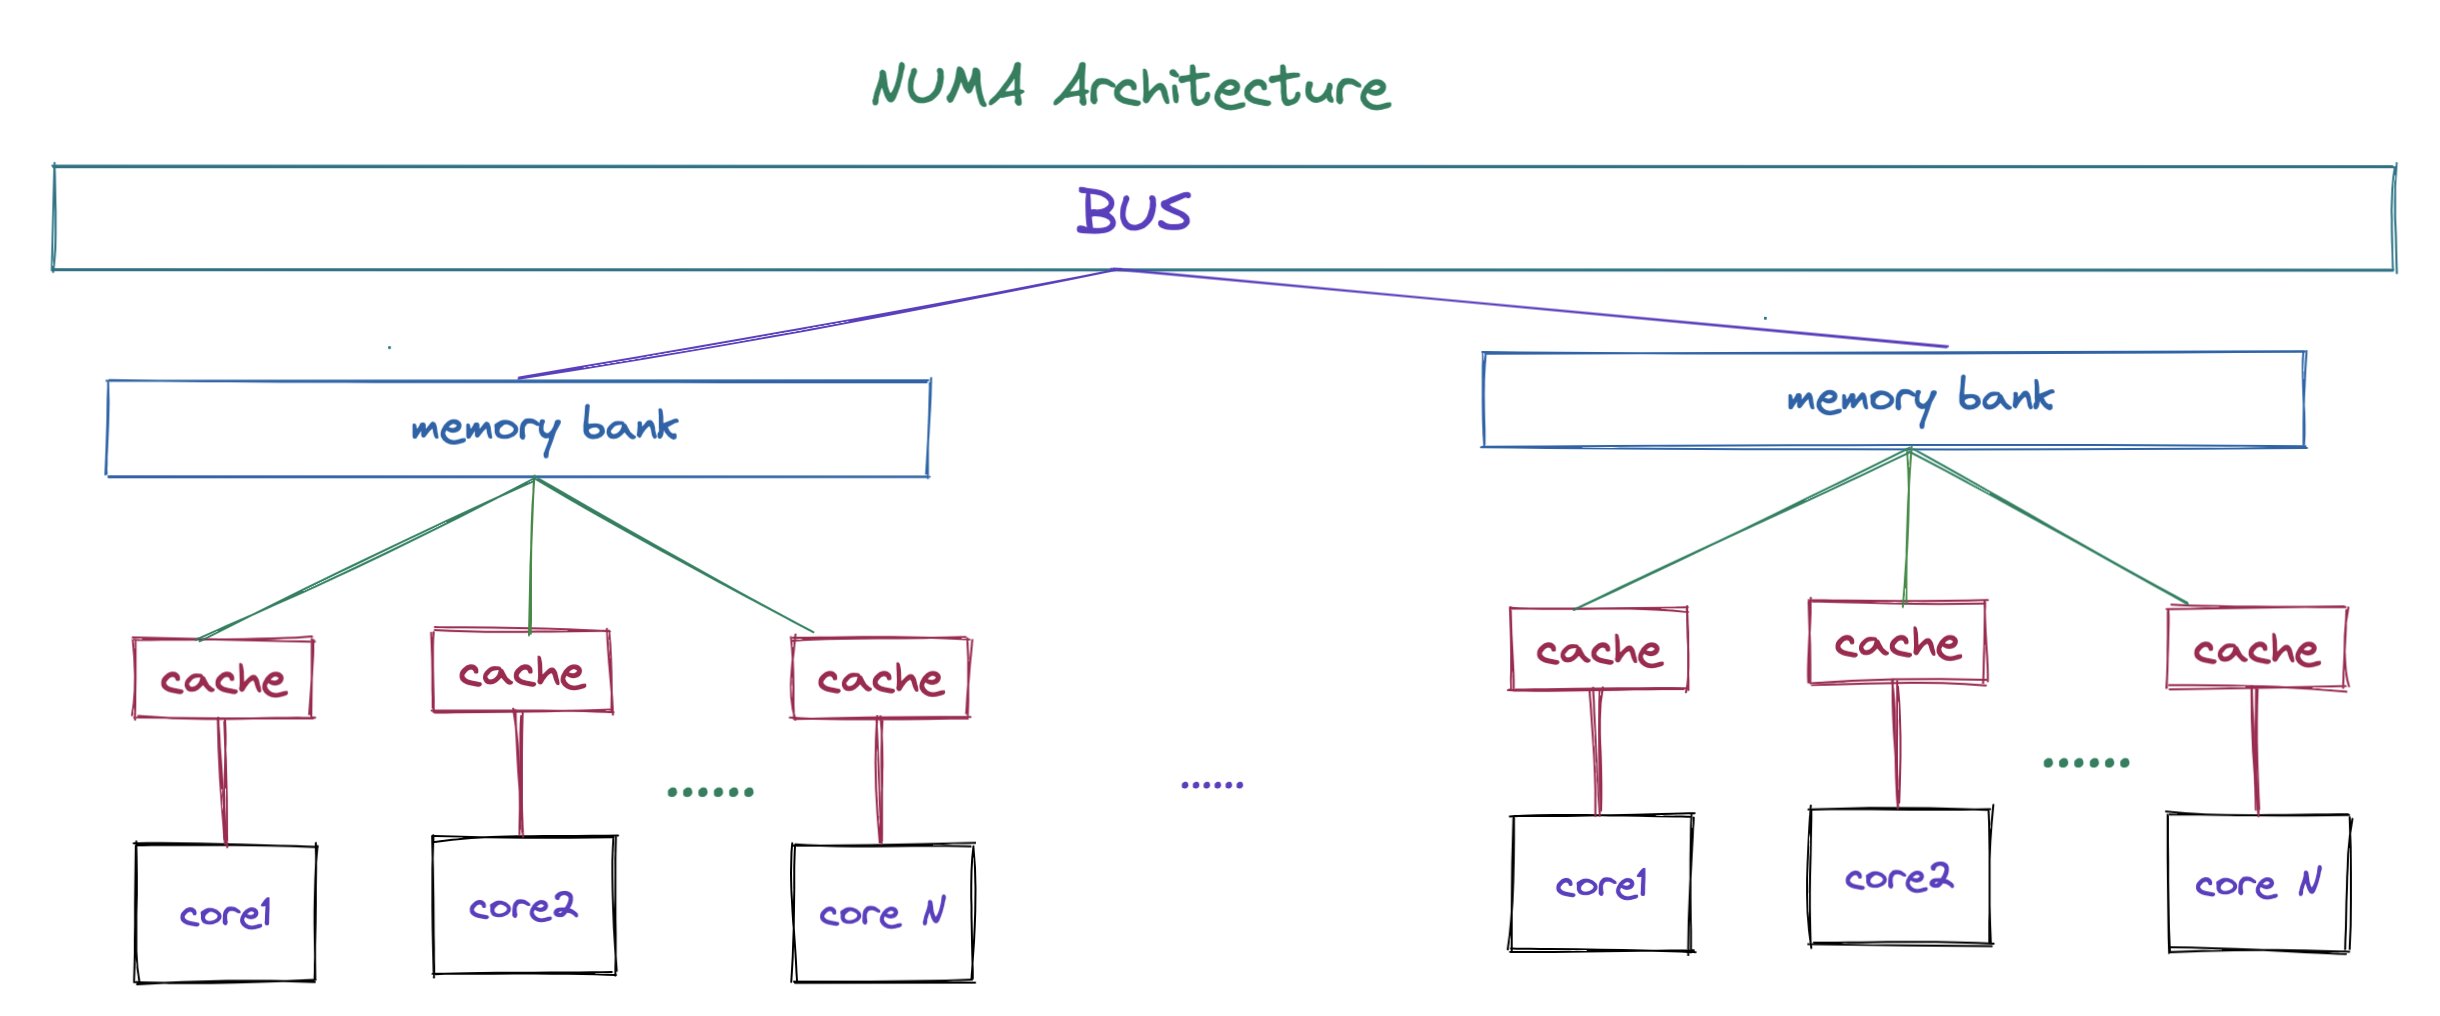 NUMA Architecture
BUS
memory bank
memory bank
cache
cache
cache
cache
cache
cache
......
......
......
core1
core2
core N
core1
core2
core N